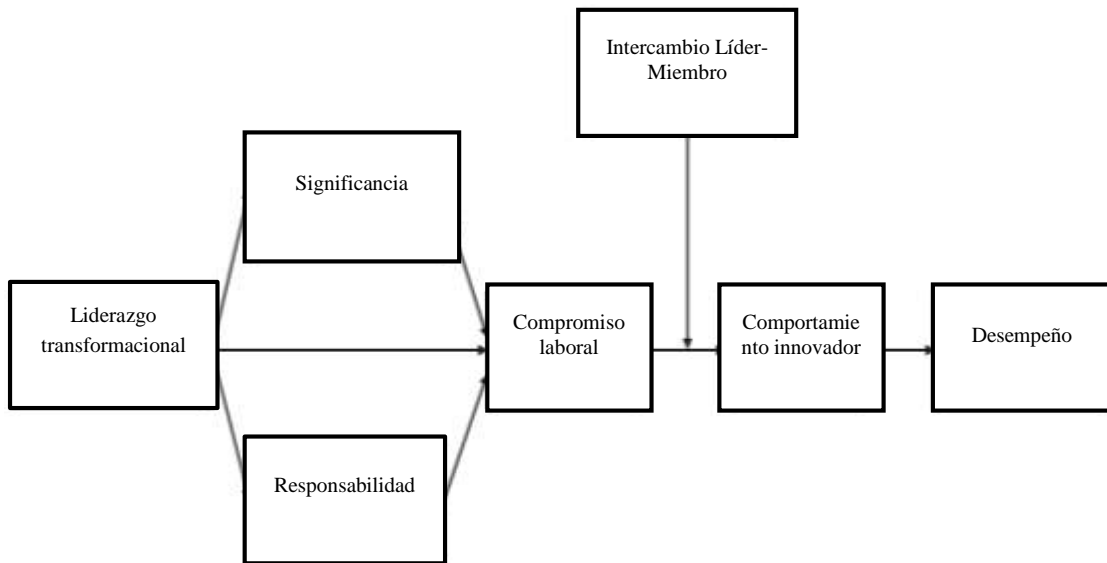 Intercambio Líder-
Miembro
Significancia
Liderazgo
transformacional
Compromiso
laboral
Comportamie
nto innovador
Desempeño
Responsabilidad